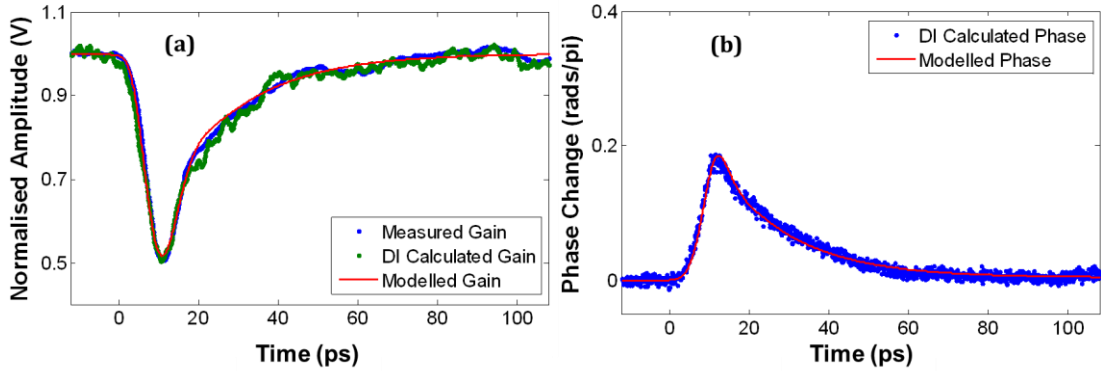 (a)
Normalised Amplitude (V)
1.1
0.9
0.7
0.5
Measured Gain
DI Calculated Gain
Modelled Gain
0 20 40 60 80 100
Time (ps)
(b)
Phase Change (rads/pi)
0.4
0.2
0
DI Calculated Phase
Modelled Phase
0 20 40 60 80 100
Time (ps)